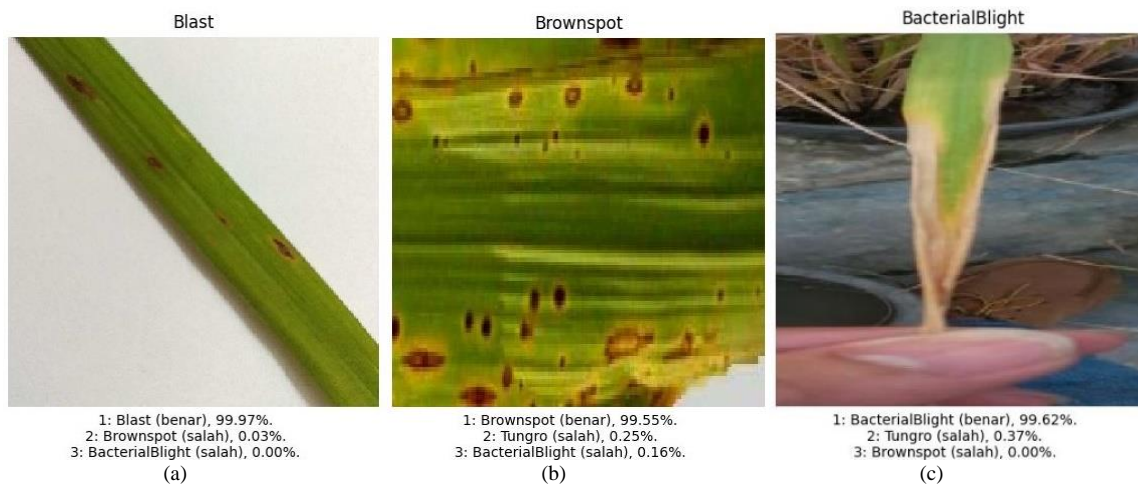 Blast
1: Blast (benar), 99.97%.
2: Brownspot (salah), 0.03%.
3: BacterialBlight (salah), 0.00%.
(a)
Brownspot
1: Brownspot (benar), 99.55%.
2: Tungro (salah), 0.25%.
3: BacterialBlight (salah), 0.16%.
(b)
BacterialBlight
1: BacterialBlight (benar), 99.62%.
2: Tungro (salah), 0.37%.
3: Brownspot (salah), 0.00%.
(c)